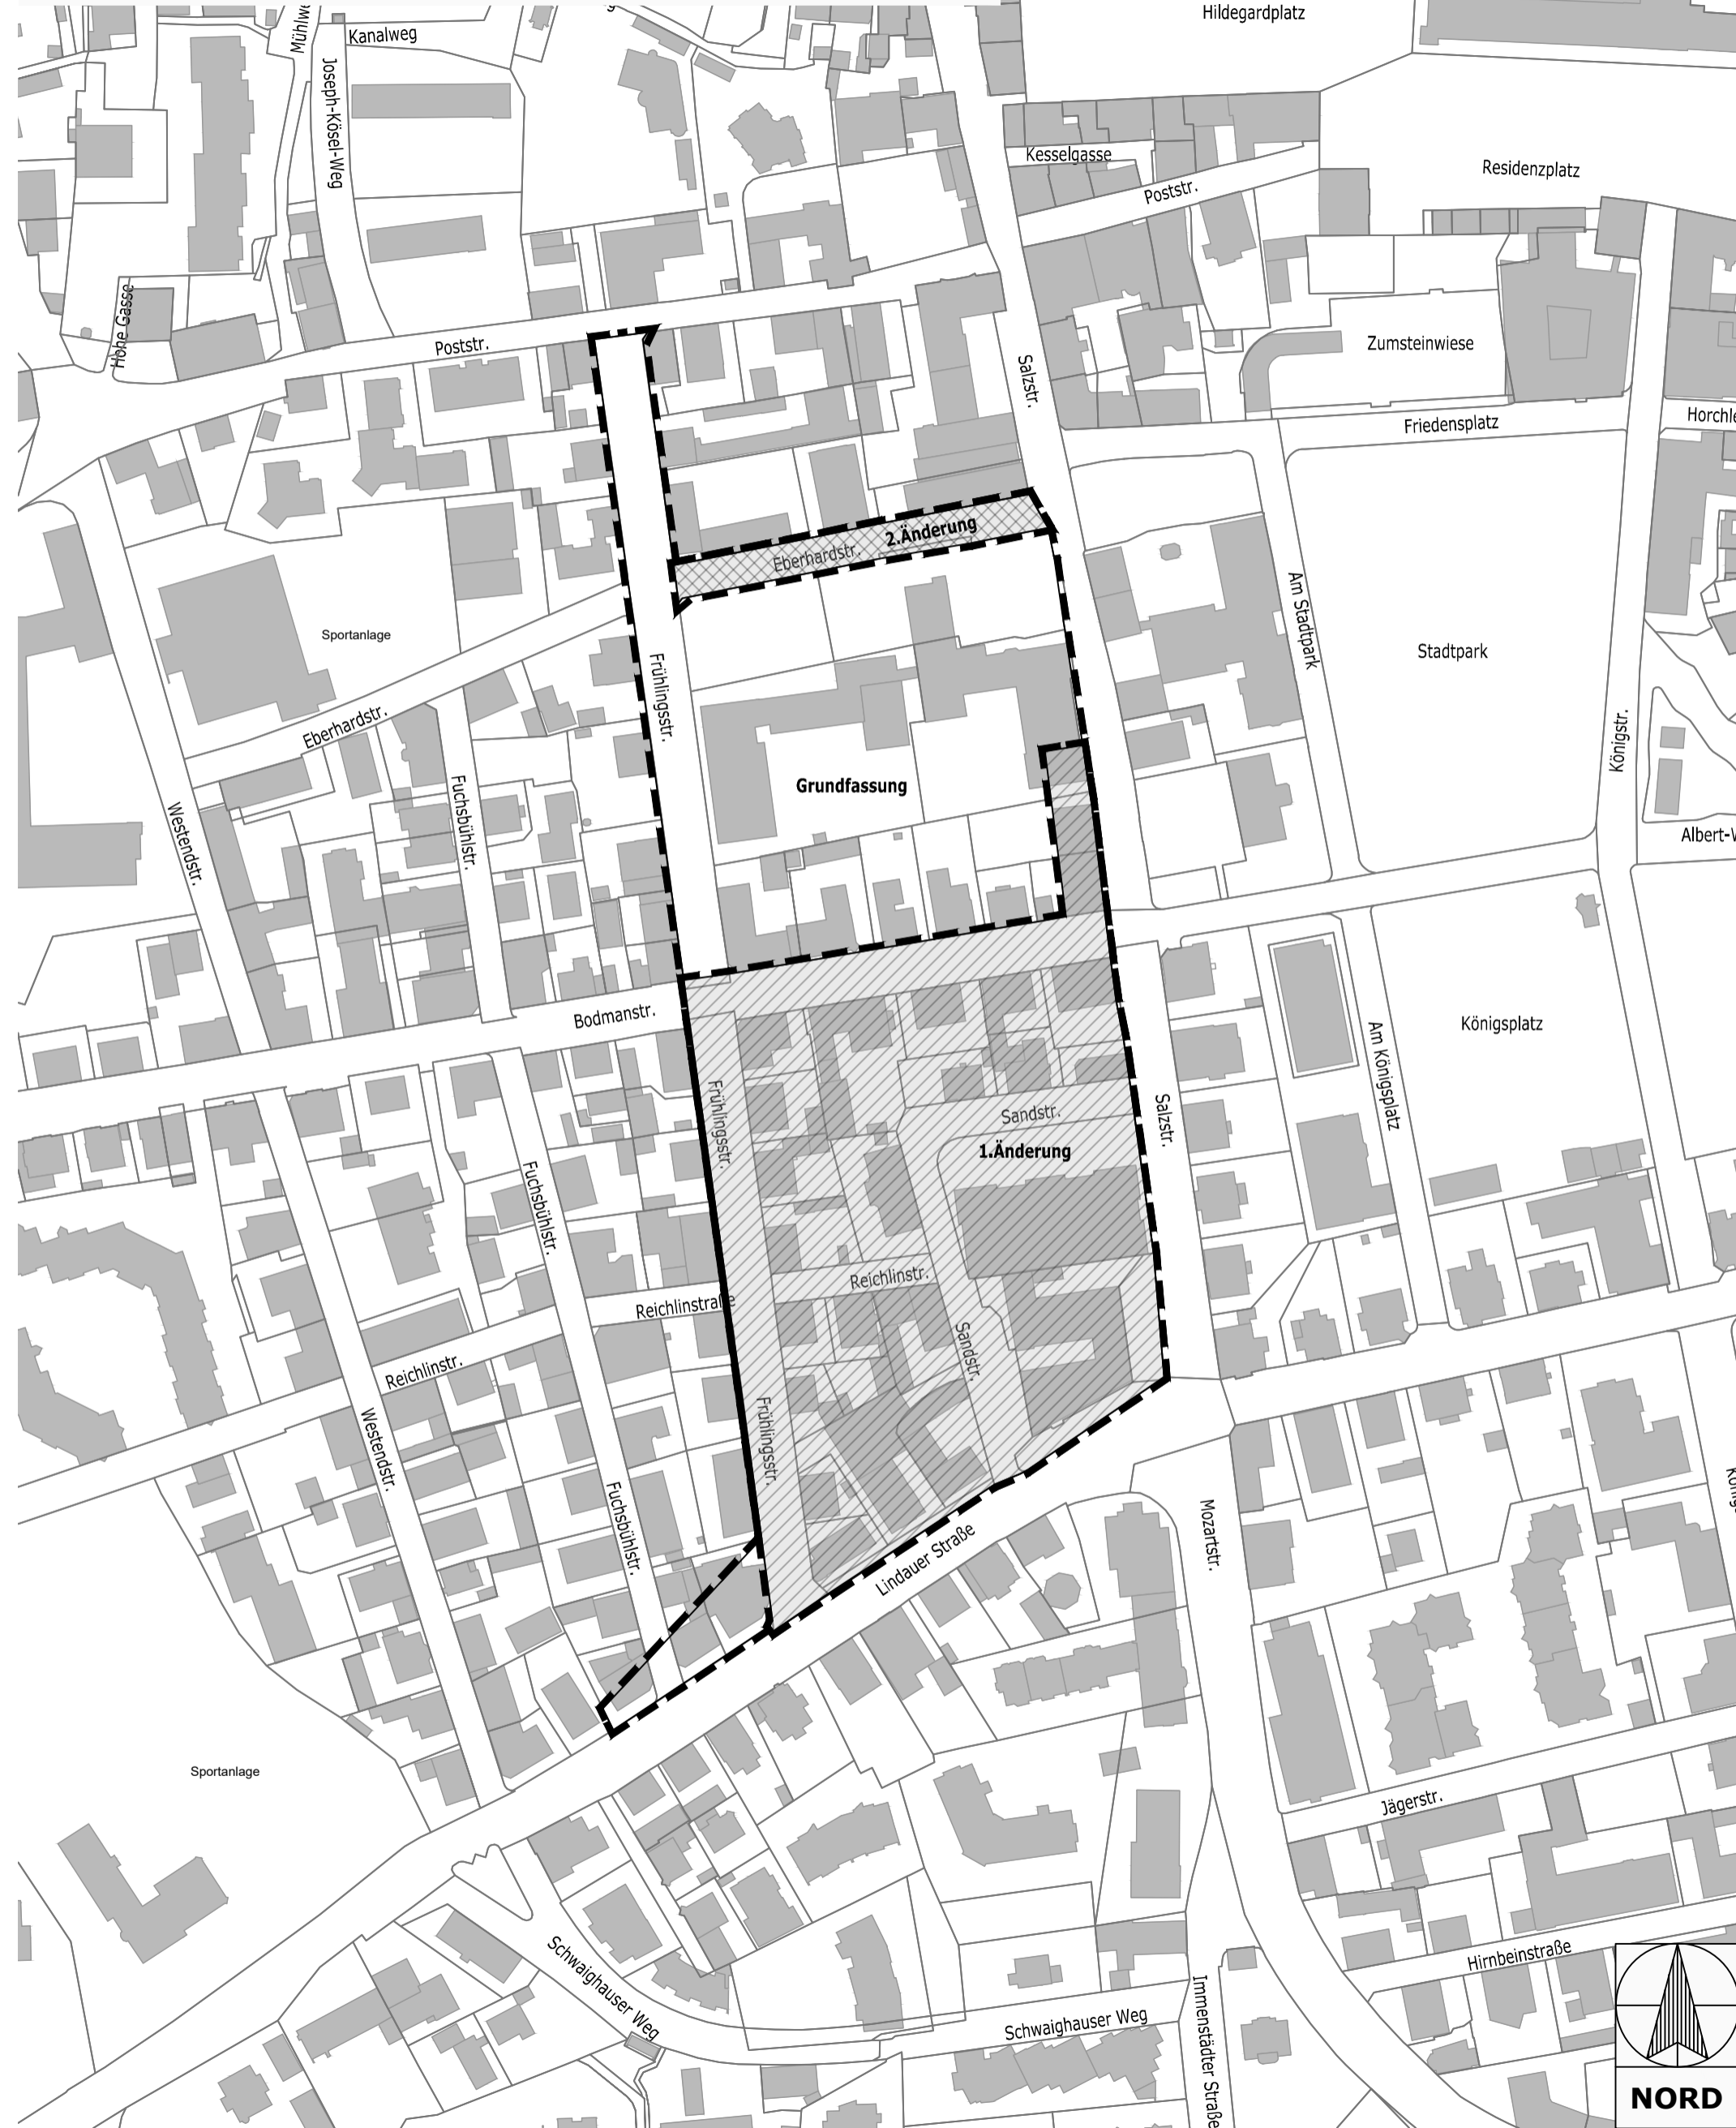 Hildegardplatz
Mühlwe
Kanalweg
Joseph-Kösel-Weg
Kesselgasse
Residenzplatz
Poststr.
Hohe Gasse
Poststr.
Zumsteinwiese
Salzstr.
Friedensplatz
Horchle
2.Änderung
Eberhardstr.
Am Stadtpark
Sportanlage
Stadtpark
Frühlingsstr.
Eberhardstr.
Königstr.
Grundfassung
Fuchsbühlstr.
Westendstr.
Albert-W
Bodmanstr.
Königsplatz
Am Königsplatz
Frühlingsstr.
Sandstr.
Salzstr.
1.Änderung
Fuchsbühlstr.
Reichlinstr.
Reichlinstraß
Sandstr.
Reichlinstr.
Westendstr.
Frühlingsstr.
Fuchsbühlstr.
Mozartstr.
Lindauer Straße
Sportanlage
Jägerstr.
Schwaighauser Weg
Hirnbeinstraße
Schwaighauser Weg
Immenstädter Straße
NORD